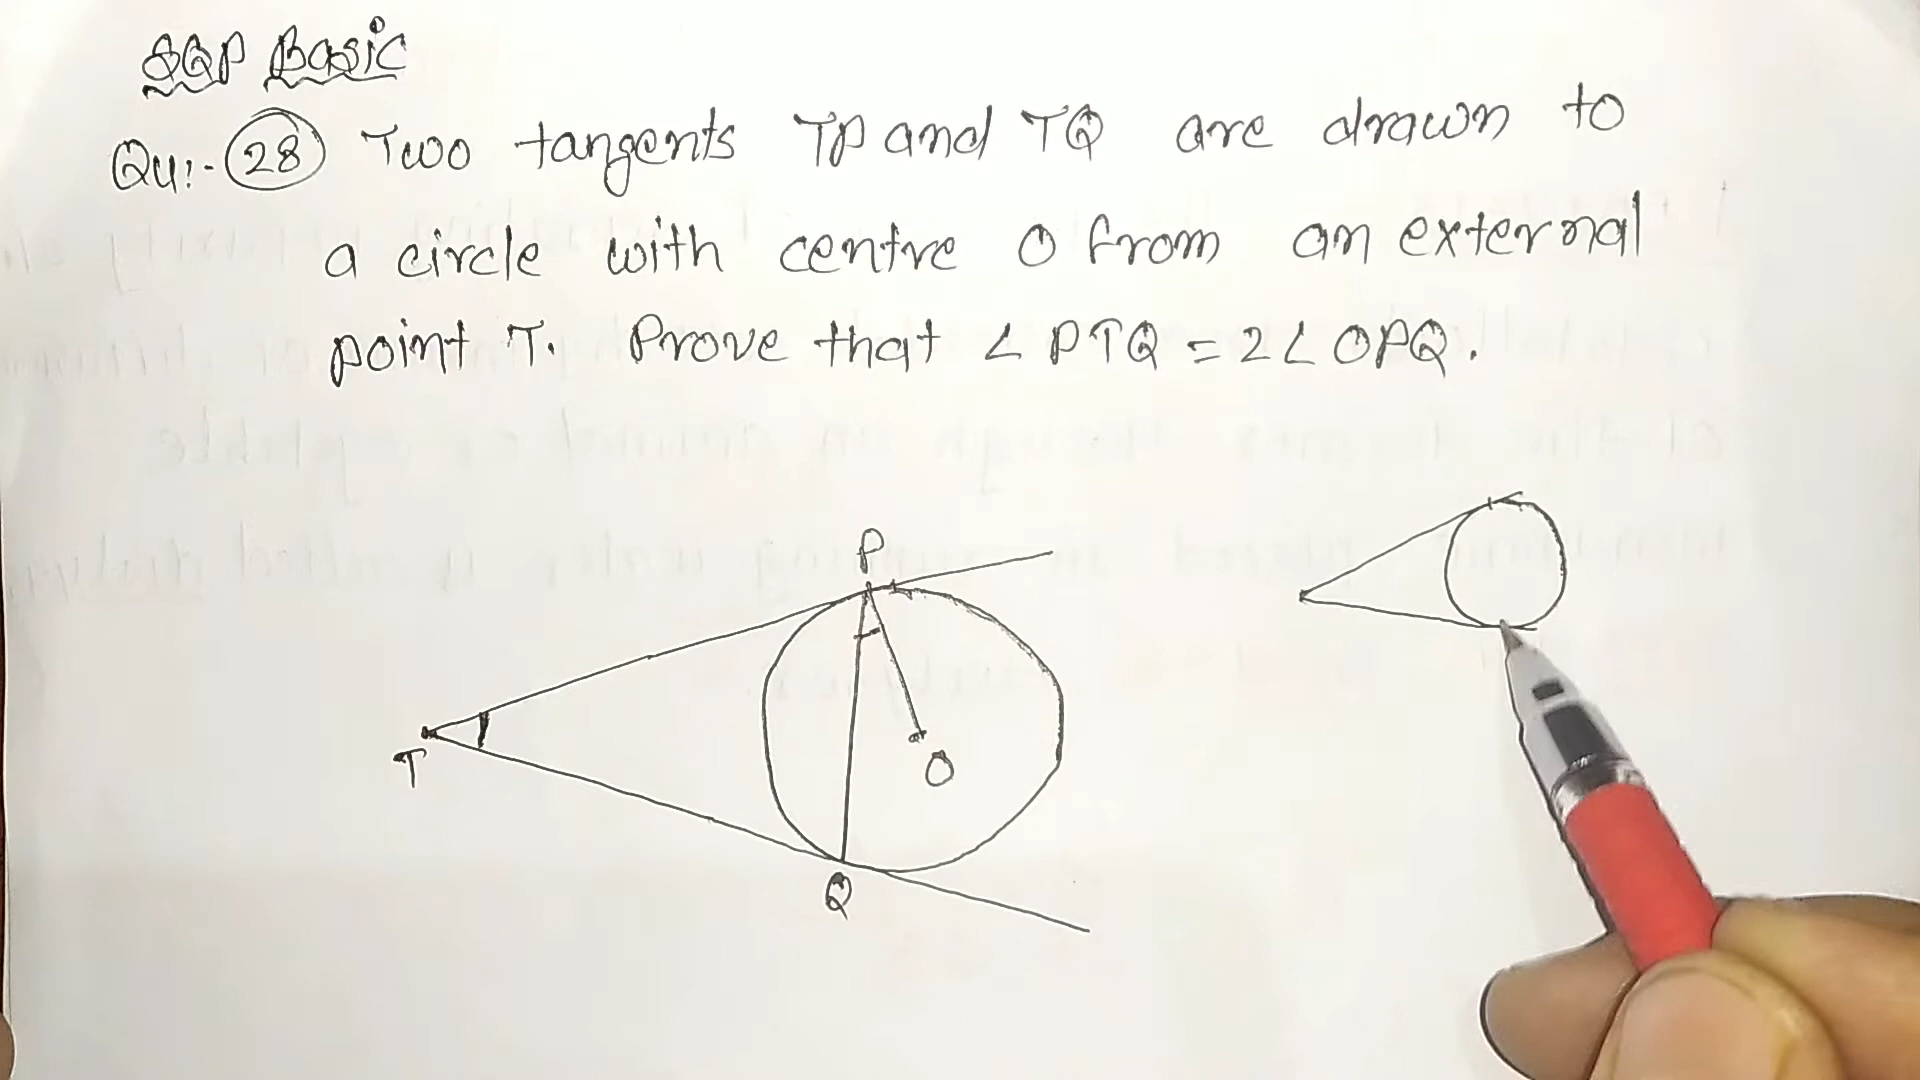 SQP Basic
Qu:- 28 Two tangents TP and TQ are drawn to
a circle with centre O from an external
point T. Prove that ∠PTQ = 2∠OPQ.
P
T
O
Q